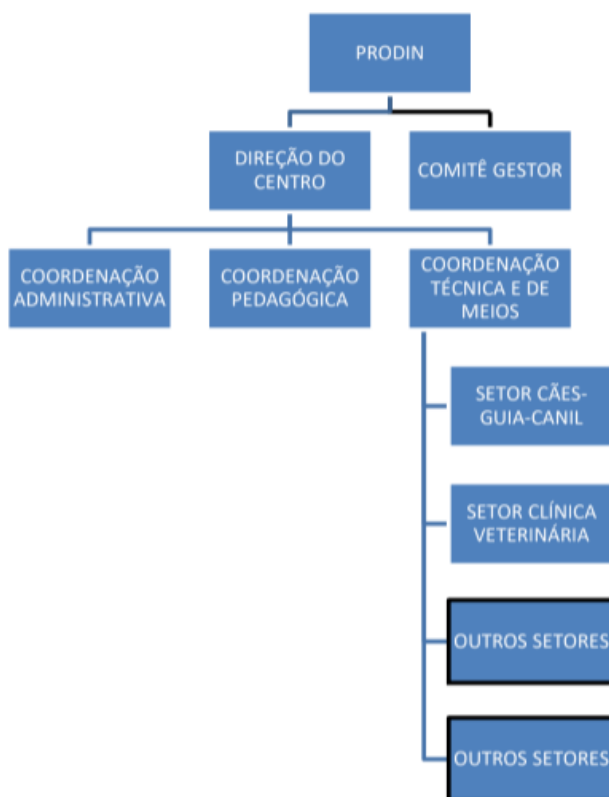 PRODIN
DIREÇÃO DO
CENTRO
COMITÊ GESTOR
COORDENAÇÃO
ADMINISTRATIVA
COORDENAÇÃO
PEDAGÓGICA
COORDENAÇÃO
TÉCNICA E DE
MEIOS
SETOR CÃES-
GUIA-CANIL
SETOR CLÍNICA
VETERINÁRIA
OUTROS SETORES
OUTROS SETORES